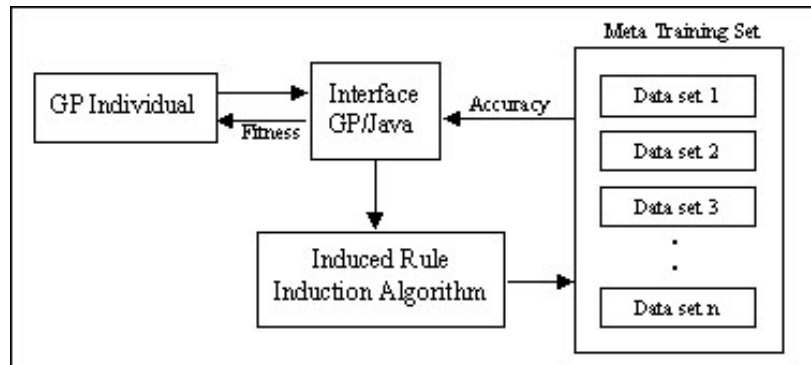 Meta Training Set
GP Individual
Interface
GP/Java
Fitness
Accuracy
Data set 1
Data set 2
Data set 3
Induced Rule
Induction Algorithm
Data set n